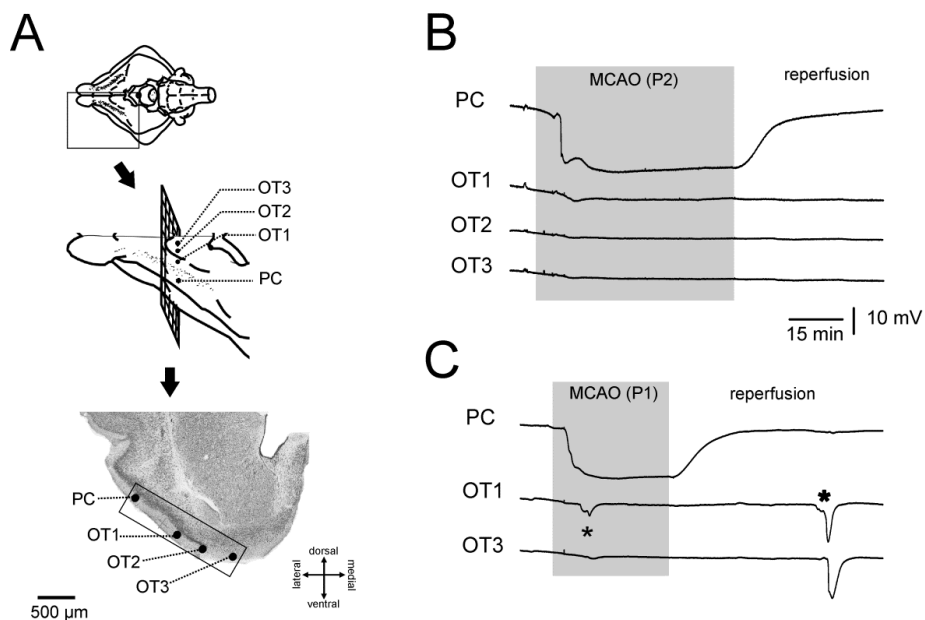 A
OT3
OT2
OT1
PC
PC
OT1
OT2
OT3
dorsal
lateral
medial
ventral
500 µm
B
MCAO (P2)
reperfusion
PC
OT1
OT2
OT3
15 min
10 mV
C
MCAO (P1)
reperfusion
PC
OT1
*
*
OT3